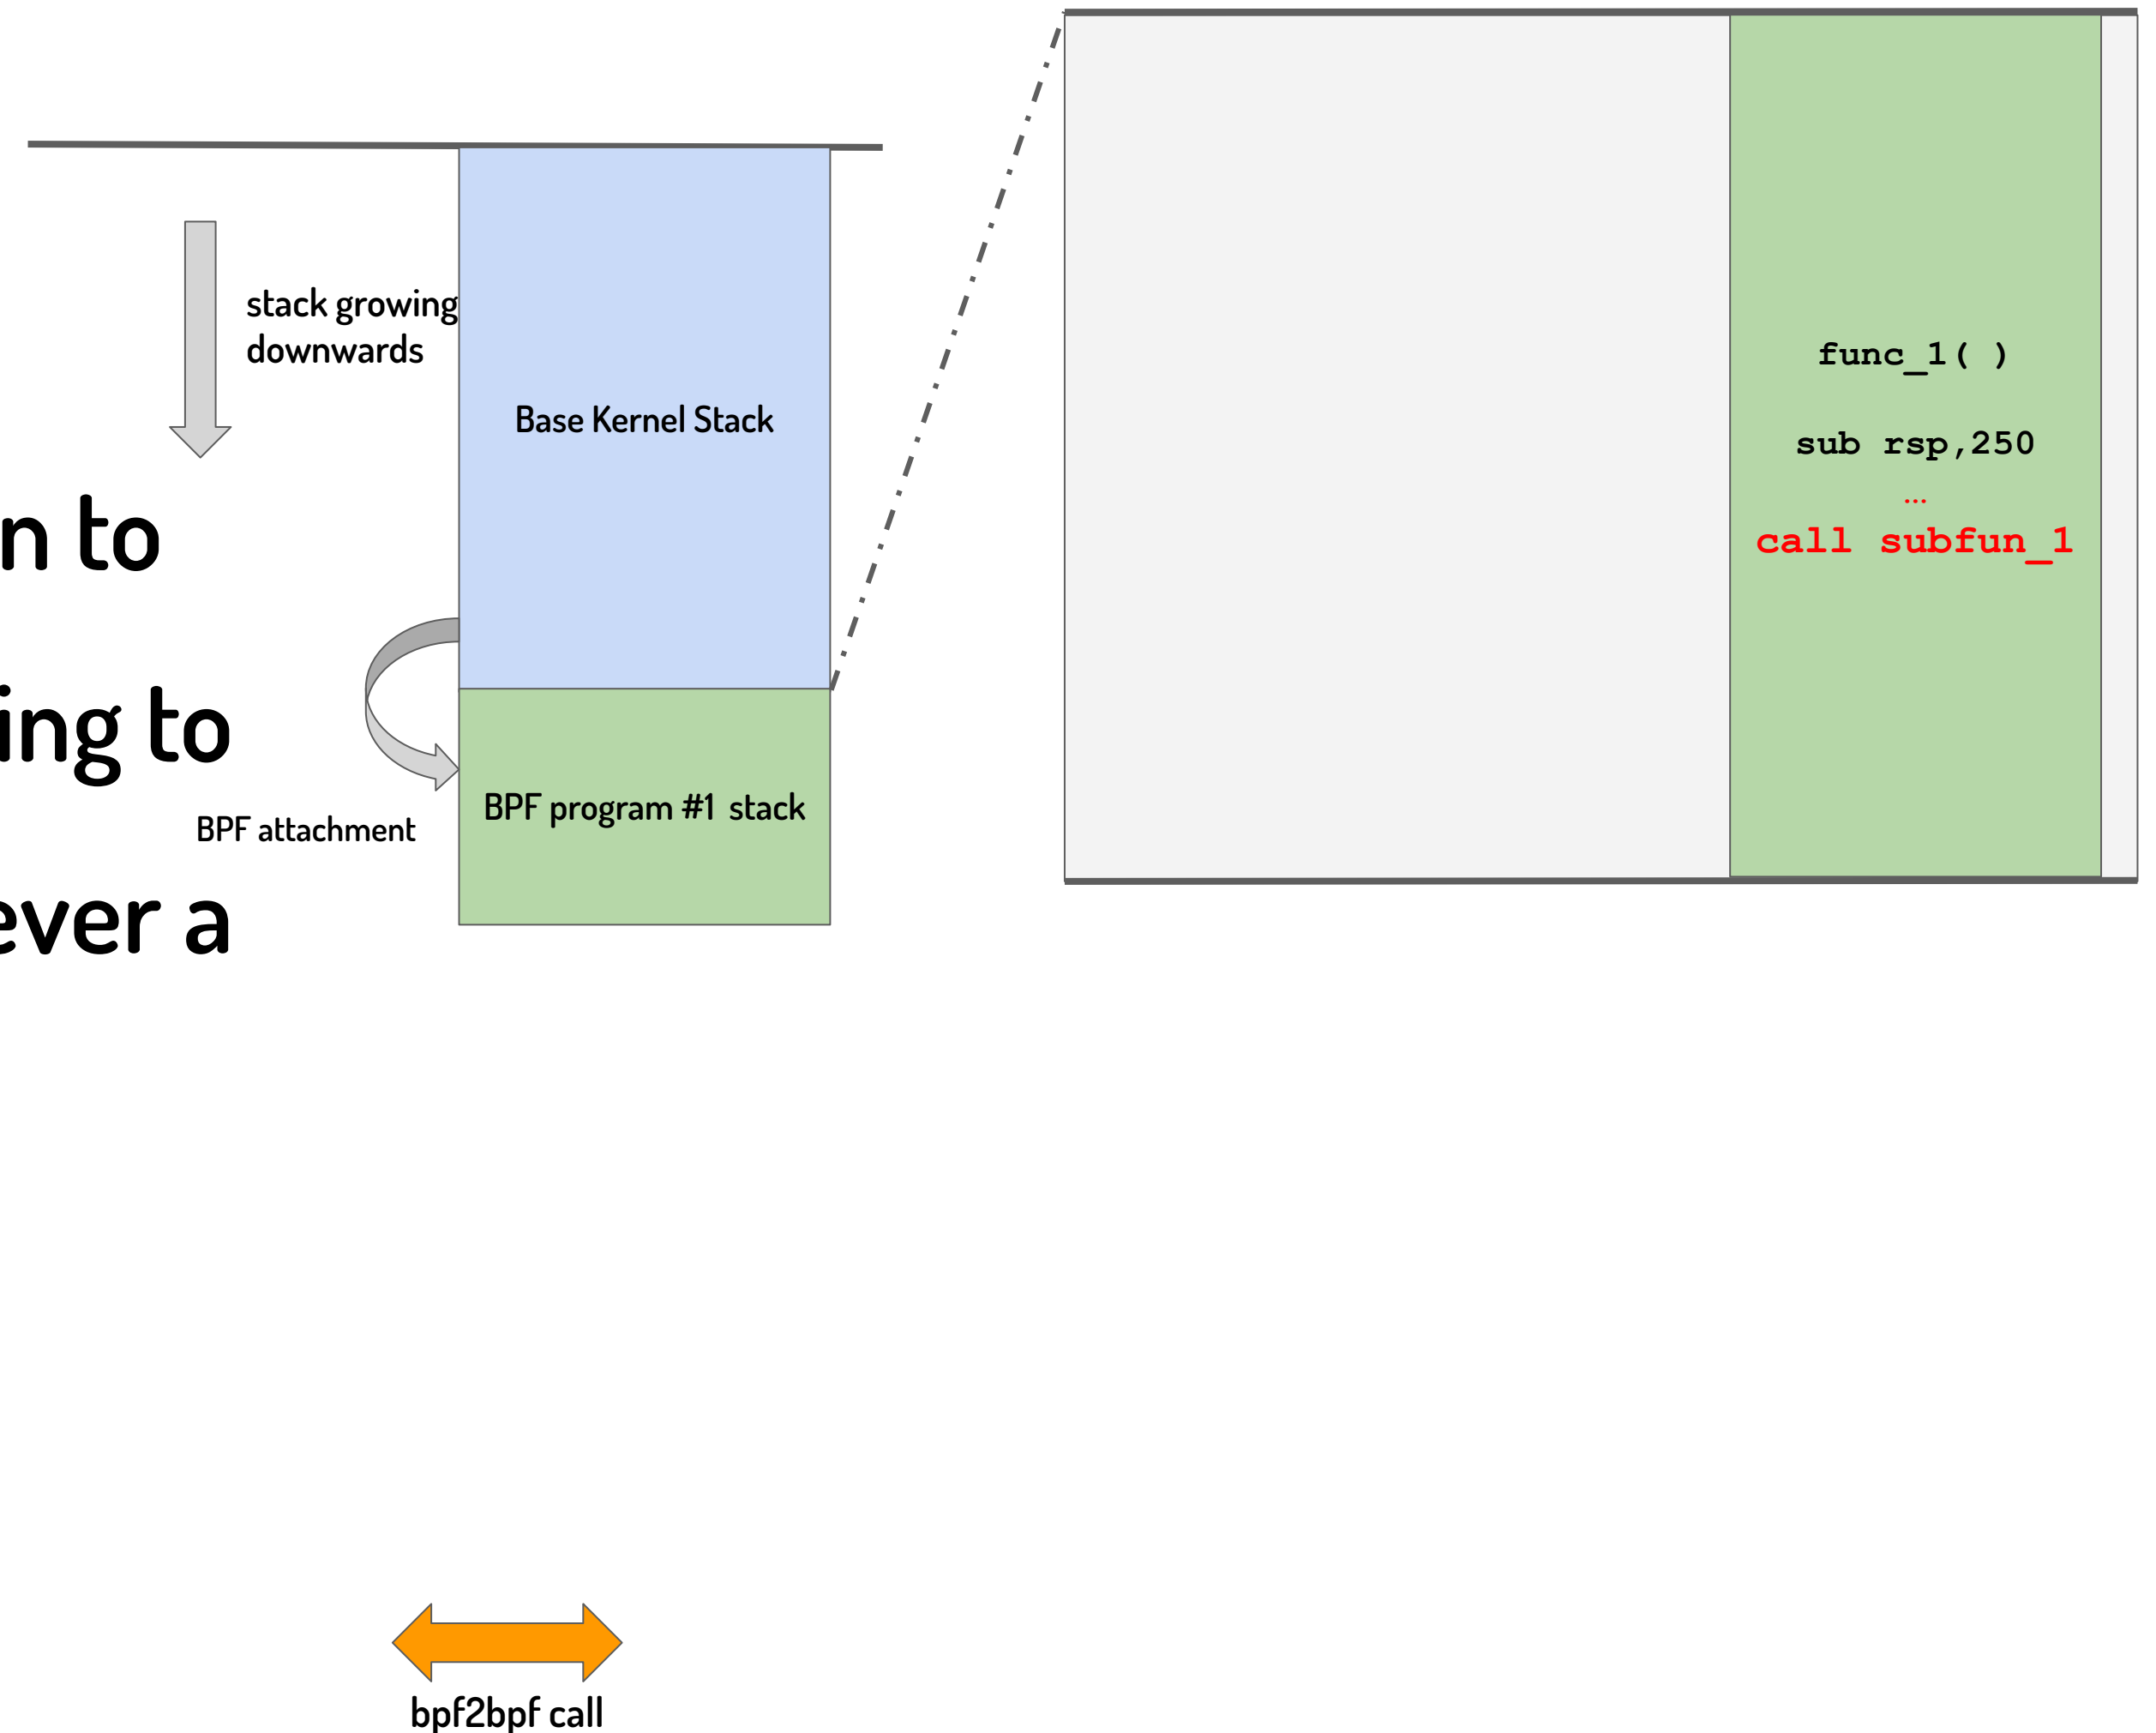 stack growing
downwards
Base Kernel Stack
n to
ing to
BPF attachment
BPF program #1 stack
ever a
func_1( )
sub rsp,250
...
call subfun_1
bpf2bpf call